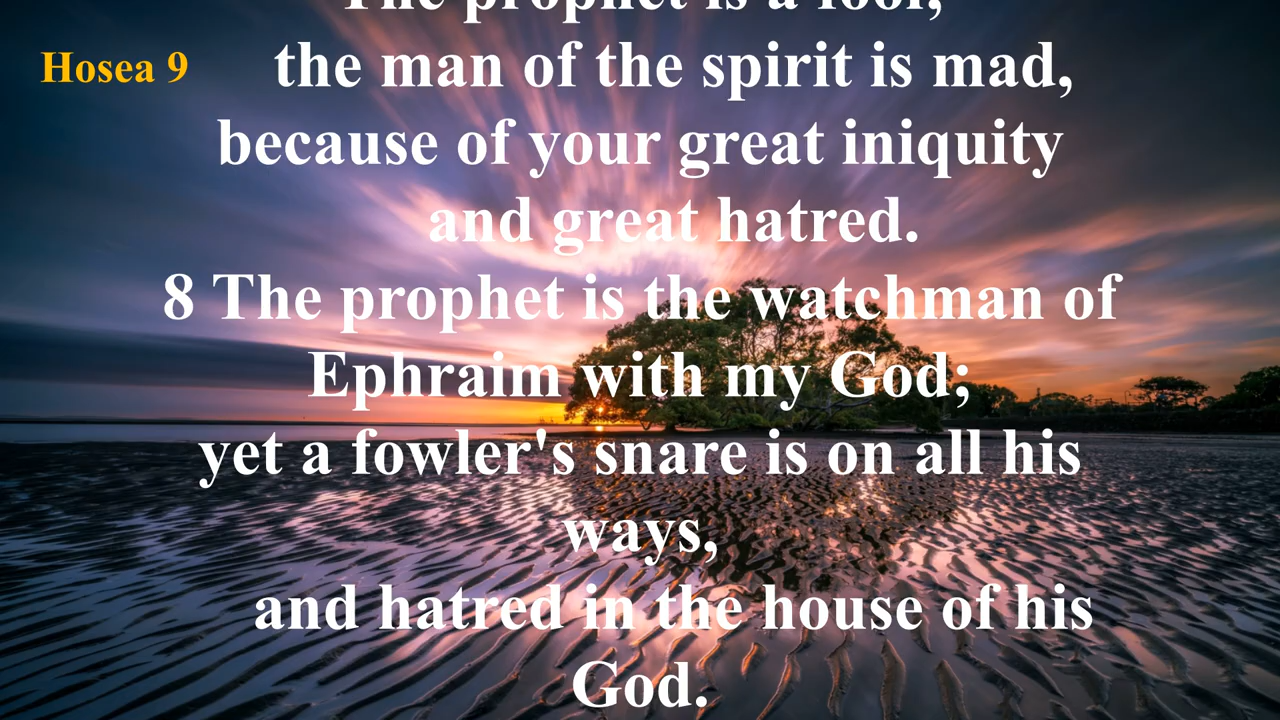 The prophet is a fool;
Hosea 9
the man of the spirit is mad,
because of your great iniquity
and great hatred.
8 The prophet is the watchman of
Ephraim with my God;
yet a fowler's snare is on all his
ways,
and hatred in the house of his
God.